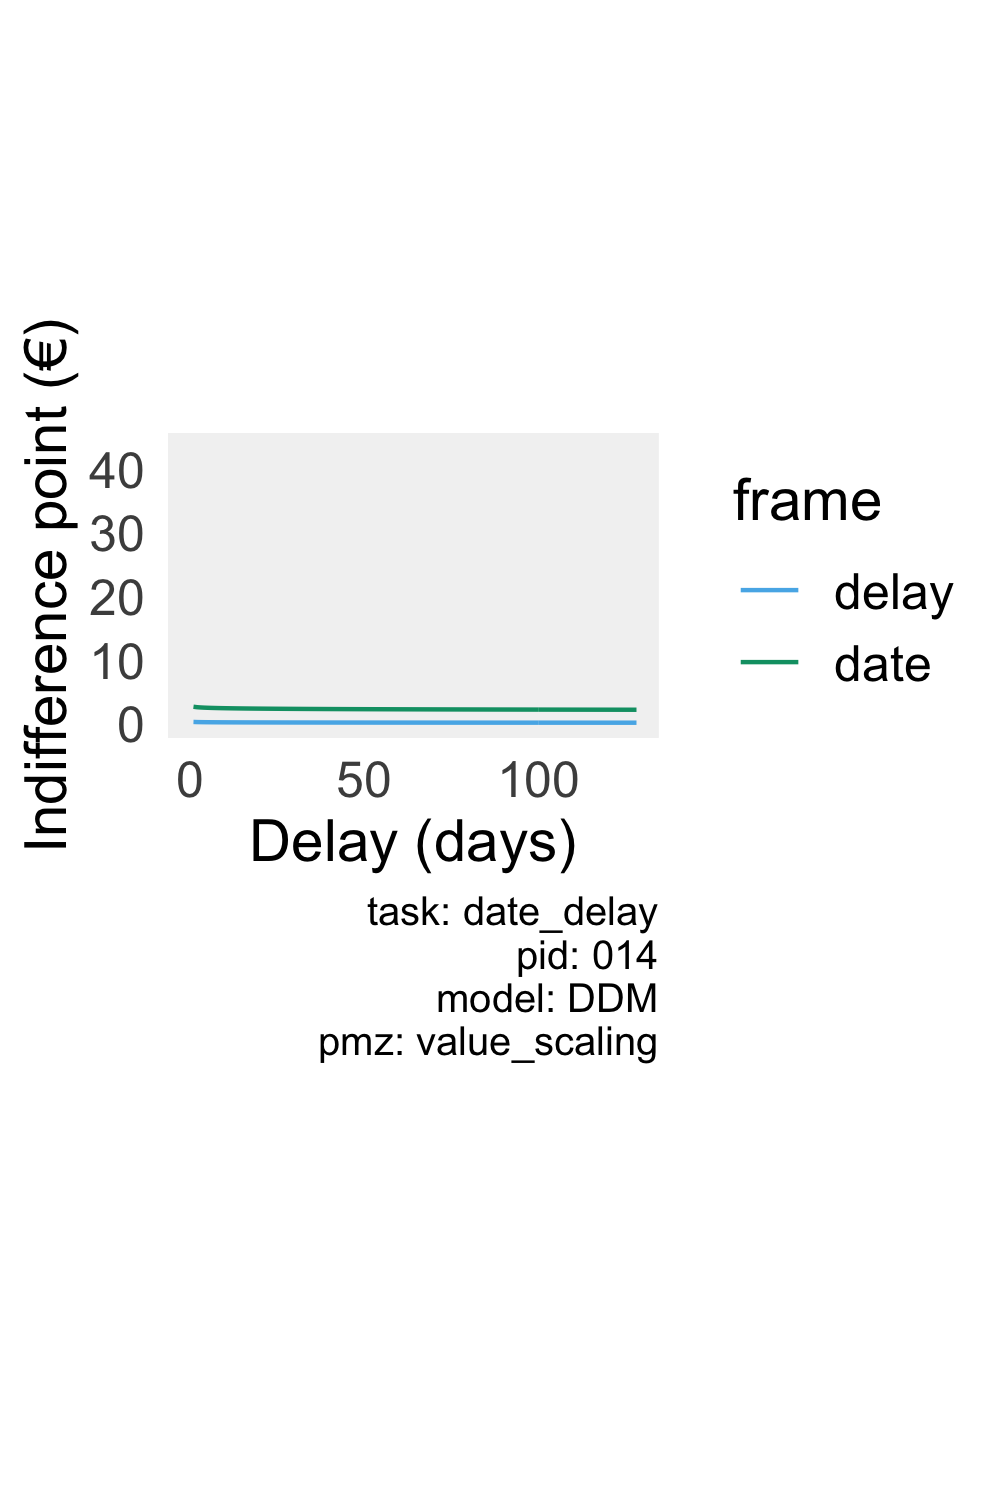 Indifference point (€)
40
30
20
10
0
0 50 100
Delay (days)
frame
delay
date
task: date_delay
pid: 014
model: DDM
pmz: value_scaling